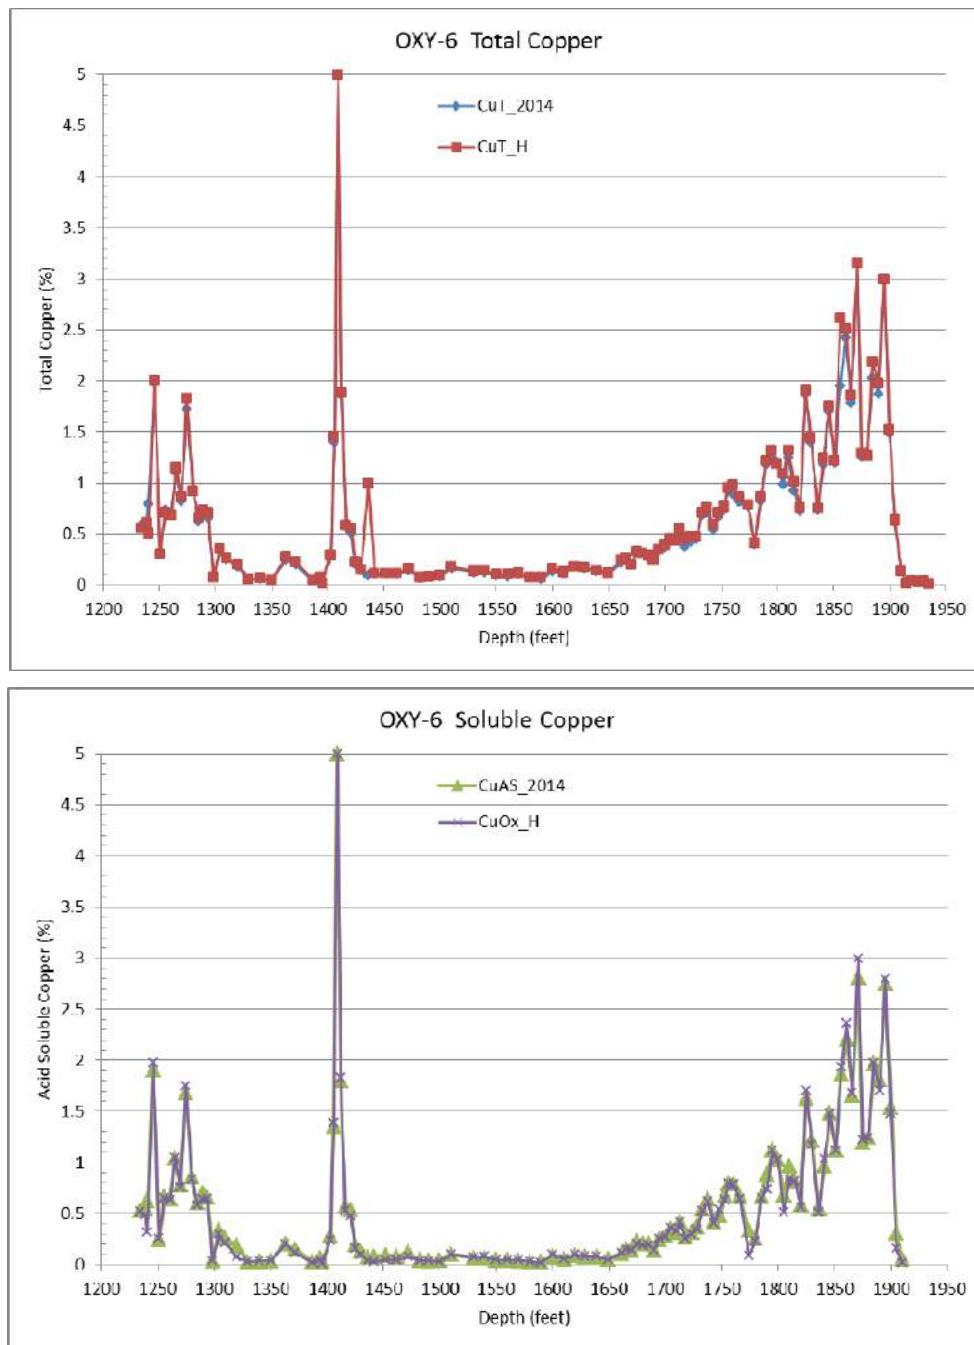 OXY-6 Total Copper
5
4.5
4
3.5
3
2.5
2
1.5
1
0.5
0
Total Copper (%)
CuT_2014
CuT_H
1200 1250 1300 1350 1400 1450 1500 1550 1600 1650 1700 1750 1800 1850 1900 1950
Depth (feet)
OXY-6 Soluble Copper
5
4.5
4
3.5
3
2.5
2
1.5
1
0.5
0
Acid Soluble Copper (%)
CuAS_2014
CuOx_H
1200 1250 1300 1350 1400 1450 1500 1550 1600 1650 1700 1750 1800 1850 1900 1950
Depth (feet)